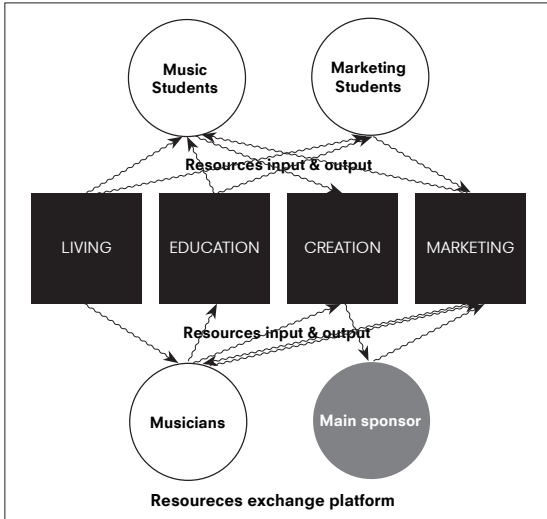 Music
Students
Marketing
Students
Resources input & output
LIVING
EDUCATION
CREATION
MARKETING
Resources input & output
Musicians
Main sponsor
Resoureces exchange platform